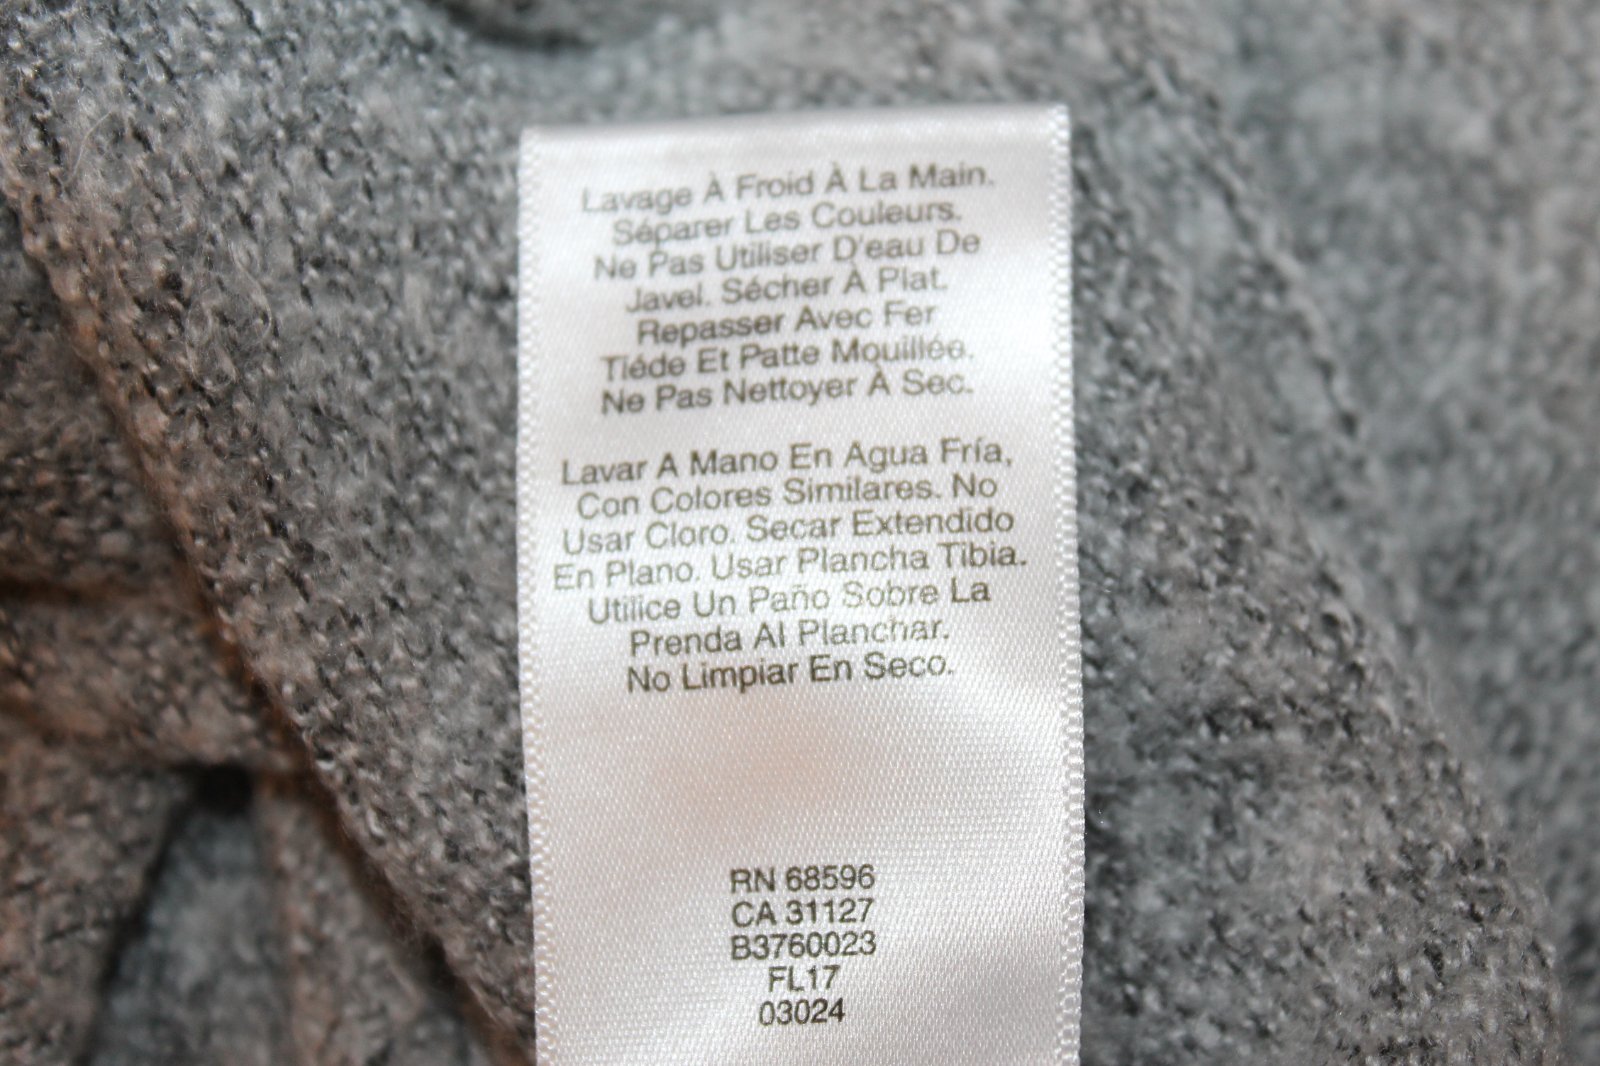 Lavage À Froid À La Main.
Séparer Les Couleurs.
Ne Pas Utiliser D'eau De
Javel. Sécher À Plat.
Repasser Avec Fer
Tiéde Et Patte Mouillée.
Ne Pas Nettoyer À Sec.
Lavar A Mano En Agua Fría,
Con Colores Similares. No
Usar Cloro. Secar Extendido
En Plano. Usar Plancha Tibia.
Utilice Un Paño Sobre La
Prenda Al Planchar.
No Limpiar En Seco.
RN 68596
CA 31127
B3760023
FL17
03024